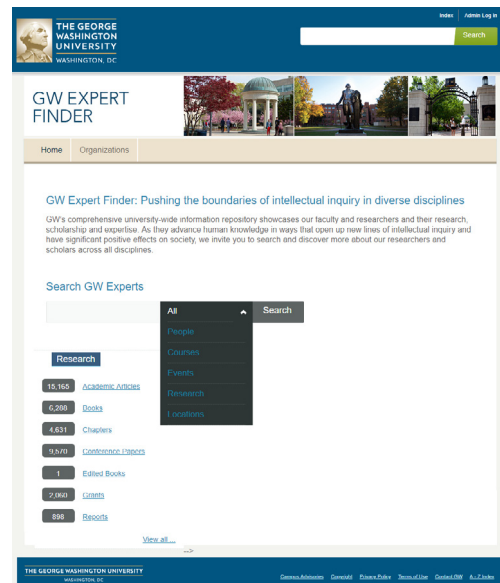 Index Admin Log in
THE GEORGE
WASHINGTON
UNIVERSITY
WASHINGTON, DC
Search
GW EXPERT
FINDER
Home Organizations
GW Expert Finder: Pushing the boundaries of intellectual inquiry in diverse disciplines
GW's comprehensive university-wide information repository showcases our faculty and researchers and their research,
scholarship and expertise. As they advance human knowledge in ways that open up new lines of intellectual inquiry and
have significant positive effects on society, we invite you to search and discover more about our researchers and
scholars across all disciplines.
Search GW Experts
All Search
People
Courses
Events
Research
Locations
Research
15,165 Academic Articles
6,288 Books
4,631 Chapters
9,570 Conference Papers
1 Edited Books
2,060 Grants
898 Reports
View all ...
-->
THE GEORGE WASHINGTON UNIVERSITY
WASHINGTON, DC
Campus Advisories Copyright Privacy Policy Terms of Use Contact GW A - Z Index